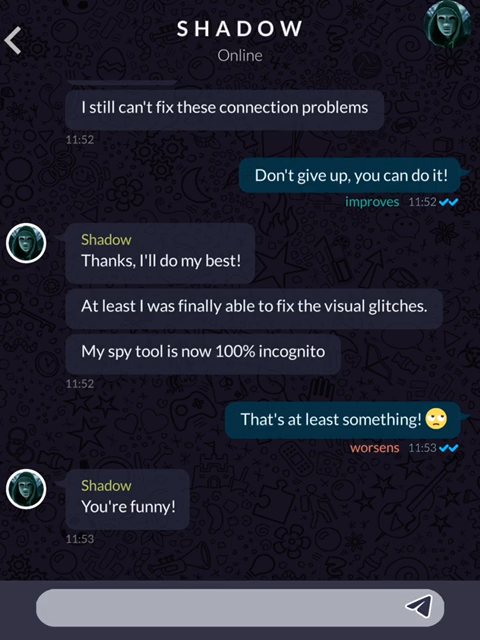 SHADOW
Online
I still can't fix these connection problems
11:52
Don't give up, you can do it!
improves 11:52
Shadow
Thanks, I'll do my best!
At least I was finally able to fix the visual glitches.
My spy tool is now 100% incognito
11:52
That's at least something! 🙄
worsens 11:53
Shadow
You're funny!
11:53